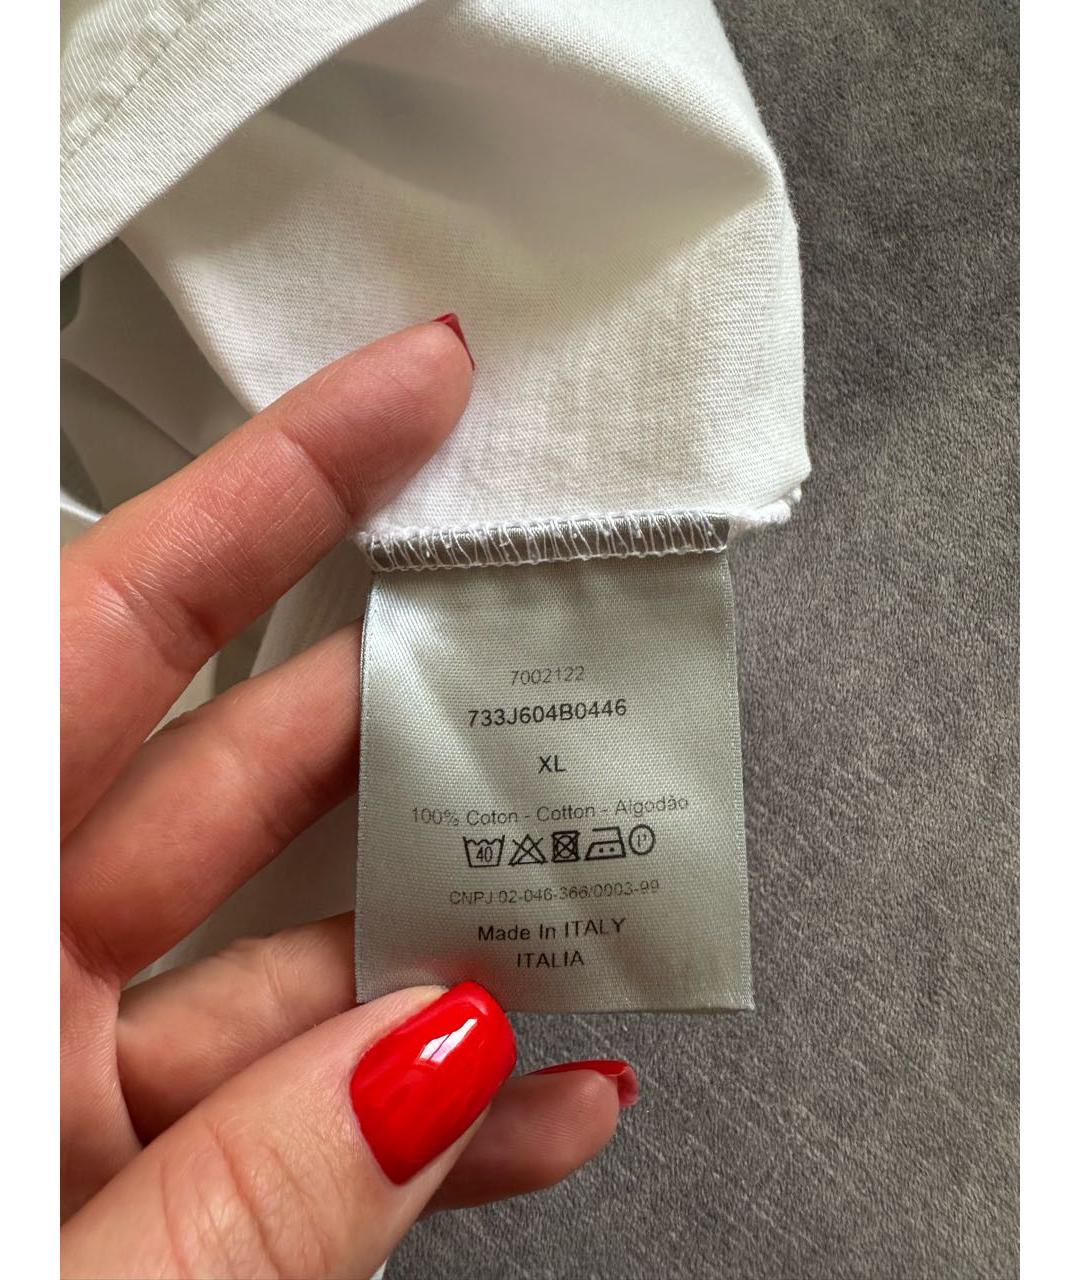 7002122
733J604B0446
XL
100% Coton - Cotton - Algodão
40
CNPJ 02-046-366/0003-99
Made In ITALY
ITALIA